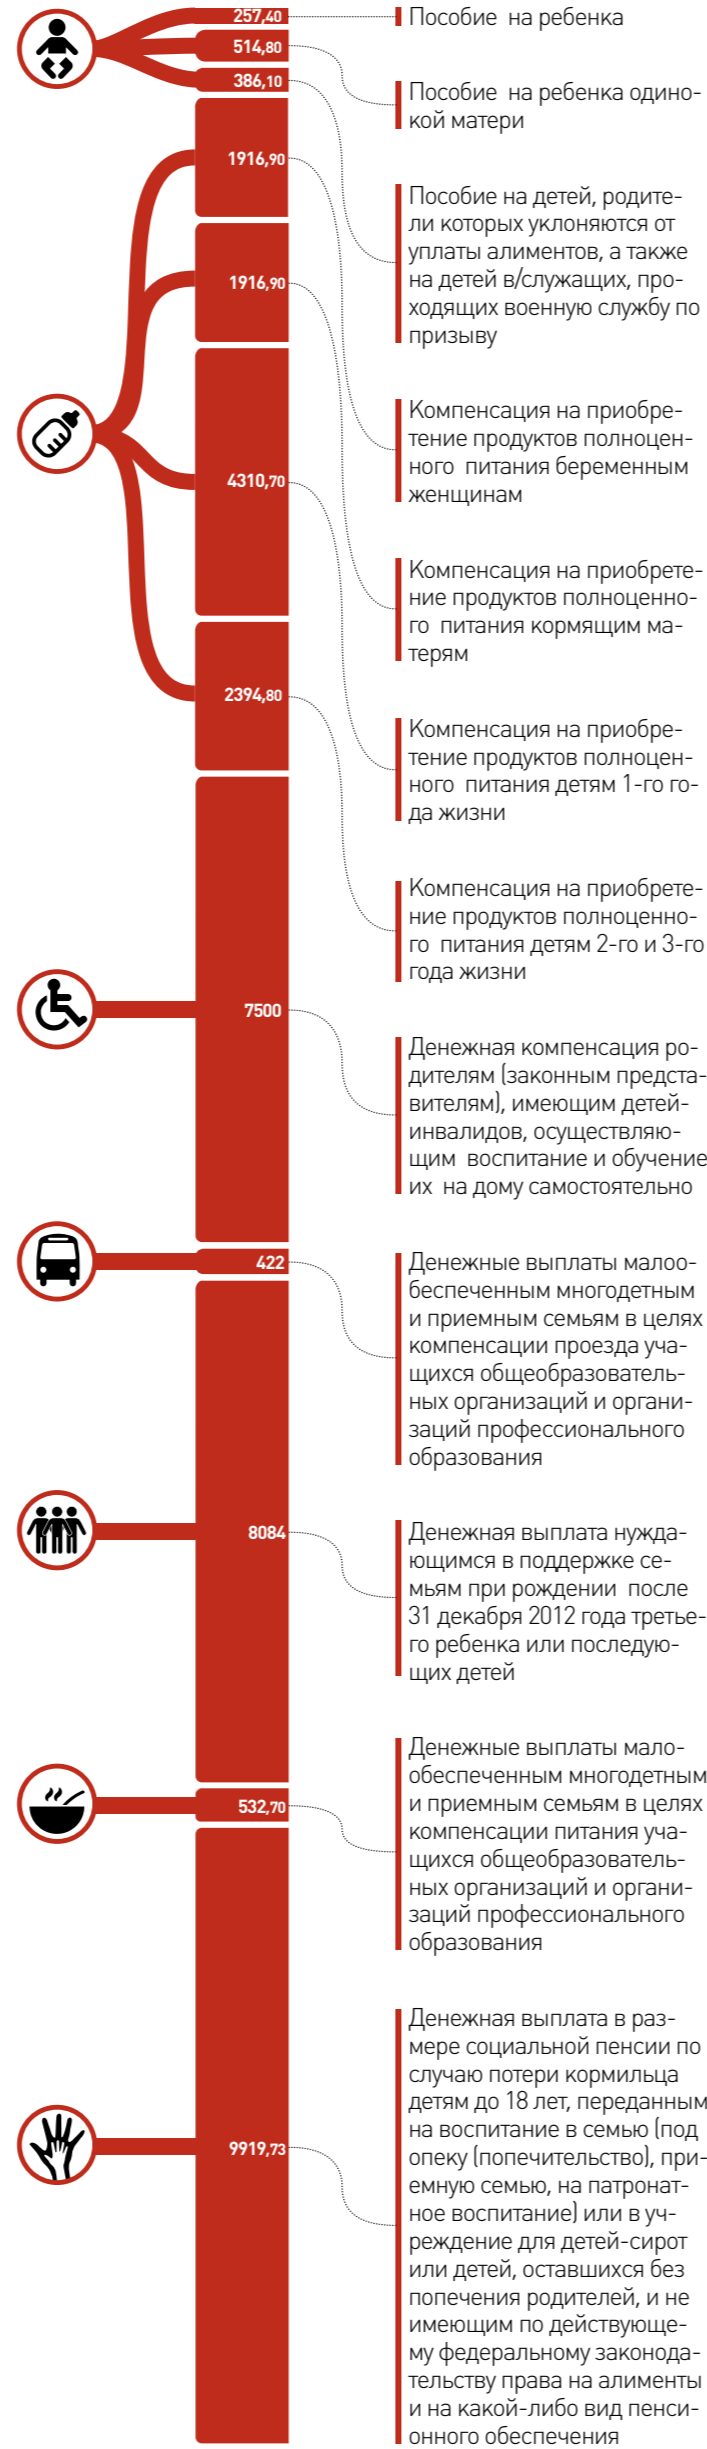 257,40
Пособие на ребенка
514,80
Пособие на ребенка одино-
кой матери
386,10
Пособие на детей, родите-
ли которых уклоняются от
уплаты алиментов, а также
на детей в/служащих, про-
ходящих военную службу по
призыву
1916,90
Компенсация на приобре-
тение продуктов полноцен-
ного питания беременным
женщинам
1916,90
Компенсация на приобрете-
ние продуктов полноценно-
го питания кормящим ма-
терям
4310,70
Компенсация на приобре-
тение продуктов полноцен-
ного питания детям 1-го го-
да жизни
2394,80
Компенсация на приобрете-
ние продуктов полноценно-
го питания детям 2-го и 3-го
года жизни
7500
Денежная компенсация ро-
дителям (законным предста-
вителям), имеющим детей-
инвалидов, осуществляю-
щим воспитание и обучение
их на дому самостоятельно
422
Денежные выплаты малоо-
беспеченным многодетным
и приемным семьям в целях
компенсации проезда уча-
щихся общеобразователь-
ных организаций и органи-
заций профессионального
образования
8084
Денежная выплата нужда-
ющимся в поддержке се-
мьям при рождении после
31 декабря 2012 года третье-
го ребенка или последую-
щих детей
532,70
Денежные выплаты мало-
обеспеченным многодетным
и приемным семьям в целях
компенсации питания уча-
щихся общеобразователь-
ных организаций и органи-
заций профессионального
образования
9919,73
Денежная выплата в раз-
мере социальной пенсии по
случаю потери кормильца
детям до 18 лет, переданным
на воспитание в семью (под
опеку (попечительство), при-
емную семью, на патронат-
ное воспитание) или в уч-
реждение для детей-сирот
или детей, оставшихся без
попечения родителей, и не
имеющим по действующе-
му федеральному законода-
тельству права на алименты
и на какой-либо вид пенси-
онного обеспечения